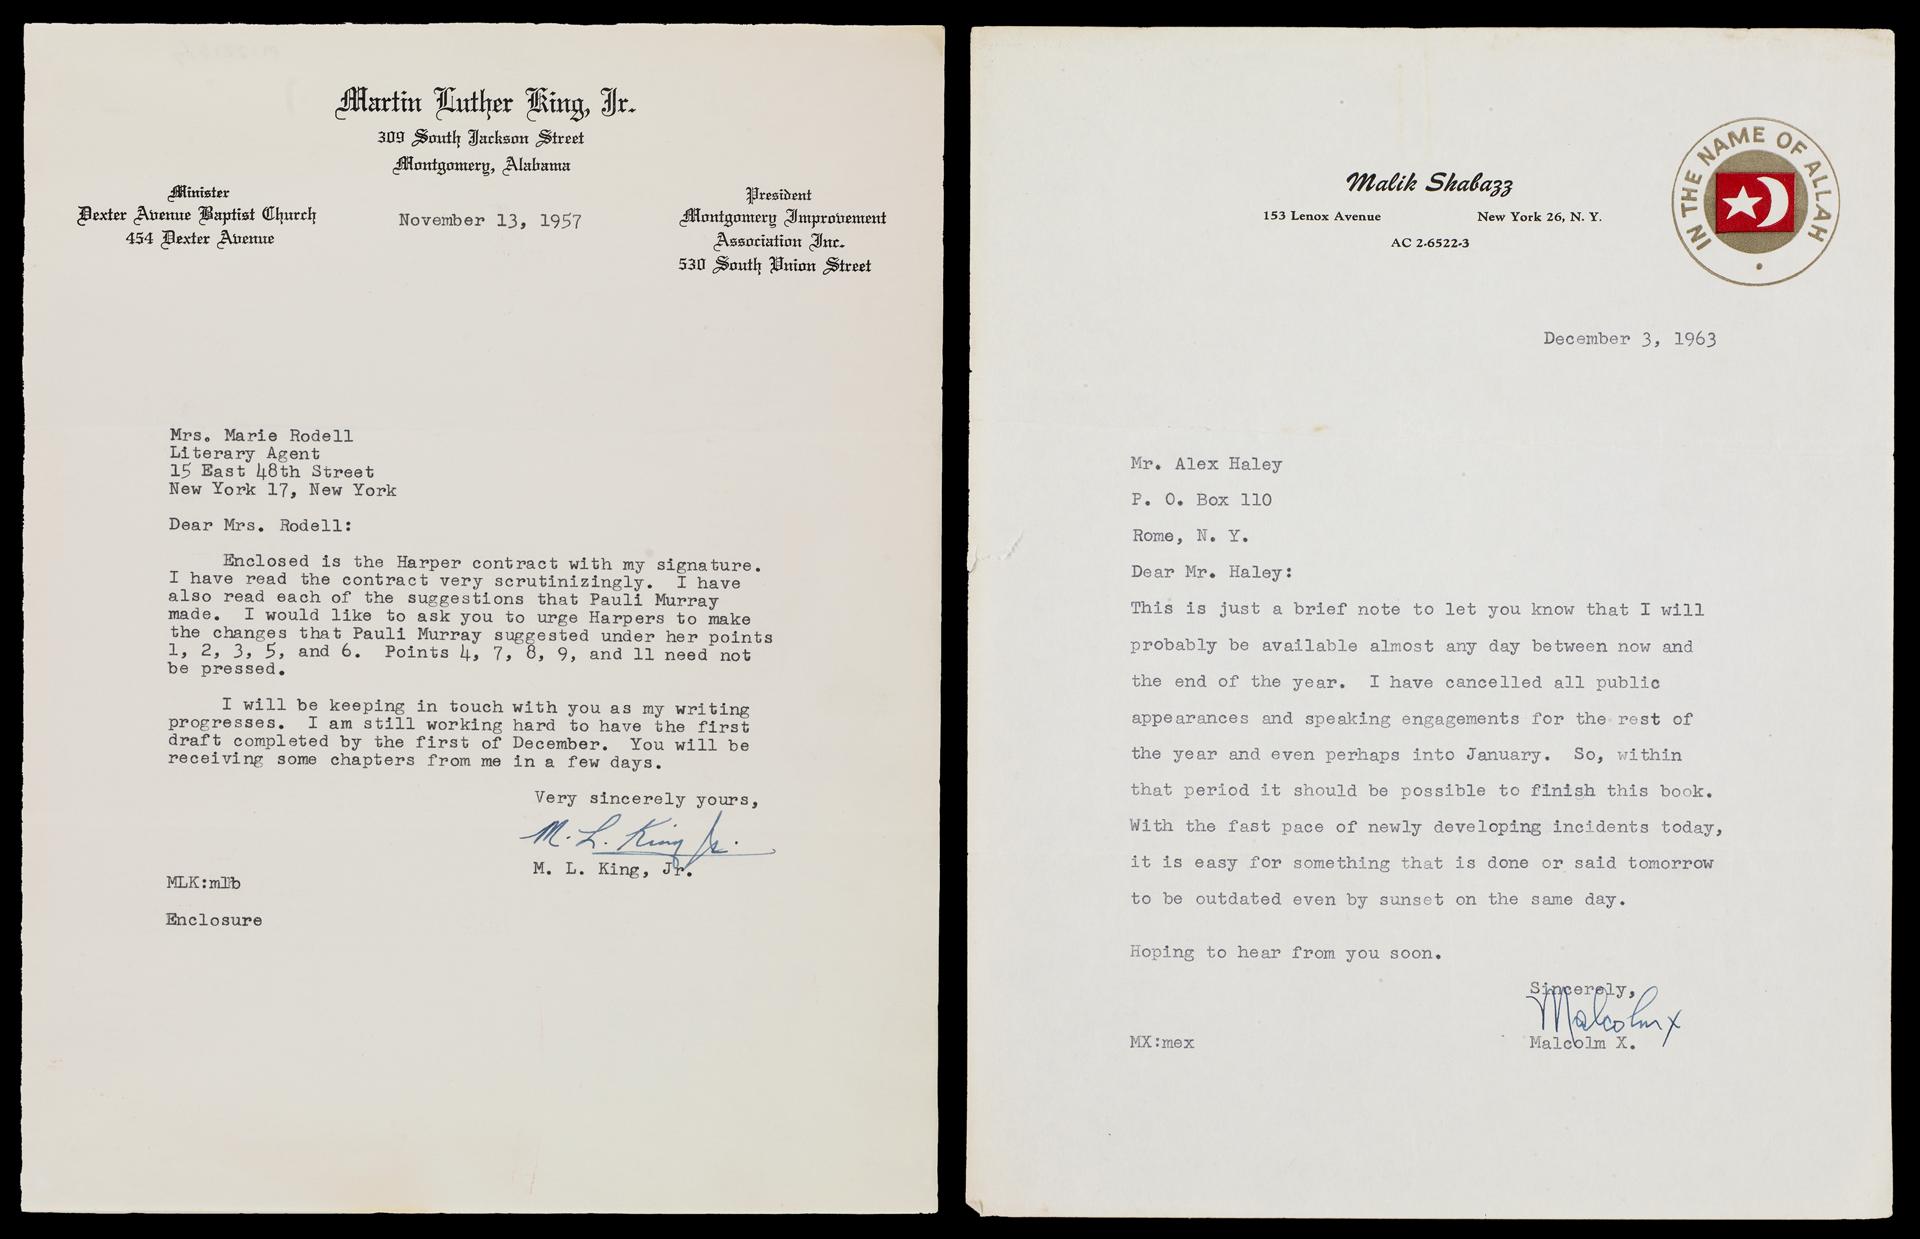 Martin Luther King, Jr.
309 South Jackson Street
Montgomery, Alabama
Minister
Dexter Avenue Baptist Church
454 Dexter Avenue
November 13, 1957
President
Montgomery Improvement
Association Inc.
530 South Union Street
Mrs. Marie Rodell
Literary Agent
15 East 48th Street
New York 17, New York
Dear Mrs. Rodell:
Enclosed is the Harper contract with my signature.
I have read the contract very scrutinizingly. I have
also read each of the suggestions that Pauli Murray
made. I would like to ask you to urge Harpers to make
the changes that Pauli Murray suggested under her points
1, 2, 3, 5, and 6. Points 4, 7, 8, 9, and 11 need not
be pressed.
I will be keeping in touch with you as my writing
progresses. I am still working hard to have the first
draft completed by the first of December. You will be
receiving some chapters from me in a few days.
Very sincerely yours,
M. L. King Jr.
M. L. King, Jr.
MLK:mlb
Enclosure
Malik Shabazz
153 Lenox Avenue New York 26, N. Y.
AC 2-6522-3
IN THE NAME OF ALLAH
December 3, 1963
Mr. Alex Haley
P. O. Box 110
Rome, N. Y.
Dear Mr. Haley:
This is just a brief note to let you know that I will
probably be available almost any day between now and
the end of the year. I have cancelled all public
appearances and speaking engagements for the rest of
the year and even perhaps into January. So, within
that period it should be possible to finish this book.
With the fast pace of newly developing incidents today,
it is easy for something that is done or said tomorrow
to be outdated even by sunset on the same day.
Hoping to hear from you soon.
Sincerely,
Malcolm X
Malcolm X.
MX:mex